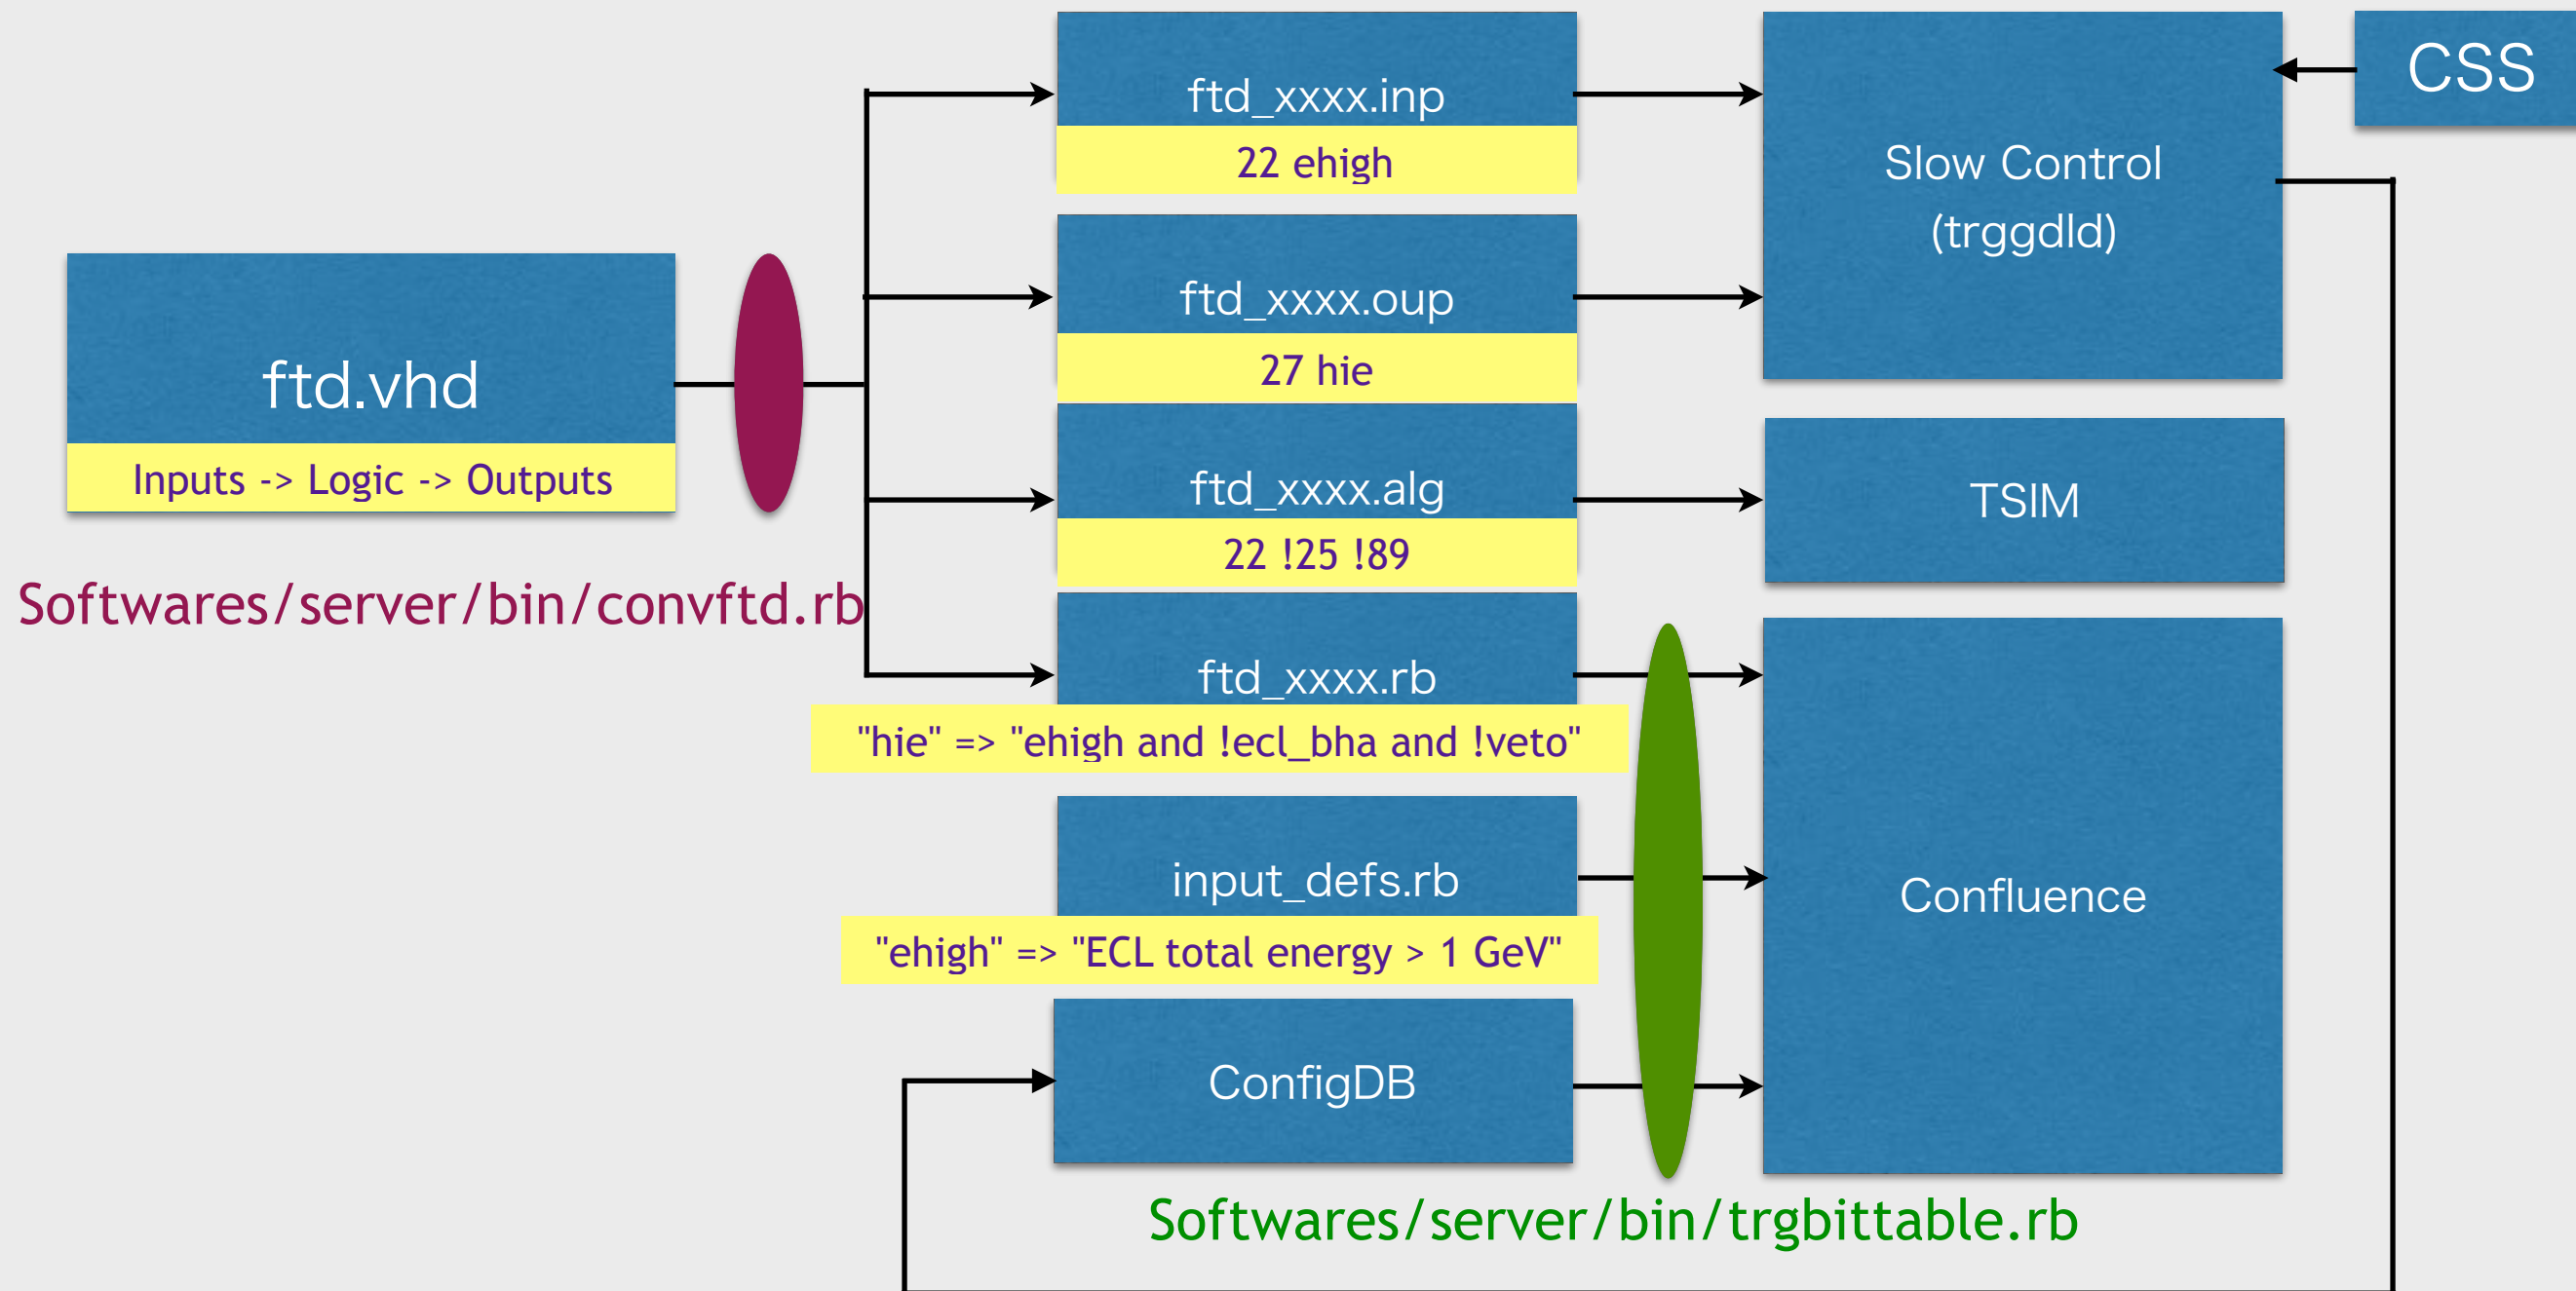 ftd_xxxx.inp
22 ehigh
CSS
Slow Control
(trggdld)
ftd_xxxx.oup
27 hie
ftd.vhd
Inputs -> Logic -> Outputs
ftd_xxxx.alg
22 !25 !89
TSIM
Softwares/server/bin/convftd.rb
ftd_xxxx.rb
"hie" => "ehigh and !ecl_bha and !veto"
input_defs.rb
"ehigh" => "ECL total energy > 1 GeV"
Confluence
ConfigDB
Softwares/server/bin/trgbittable.rb